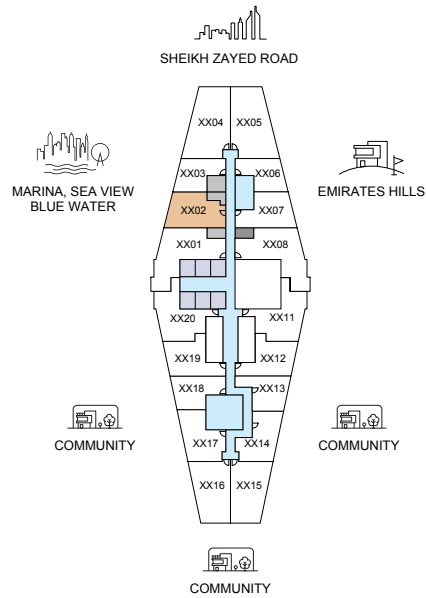 SHEIKH ZAYED ROAD
XX04 XX05
MARINA, SEA VIEW
BLUE WATER
EMIRATES HILLS
XX03 XX06
XX02 XX07
XX01 XX08
XX20 XX11
XX19 XX12
XX18 XX13
COMMUNITY
COMMUNITY
XX17 XX14
XX16 XX15
COMMUNITY